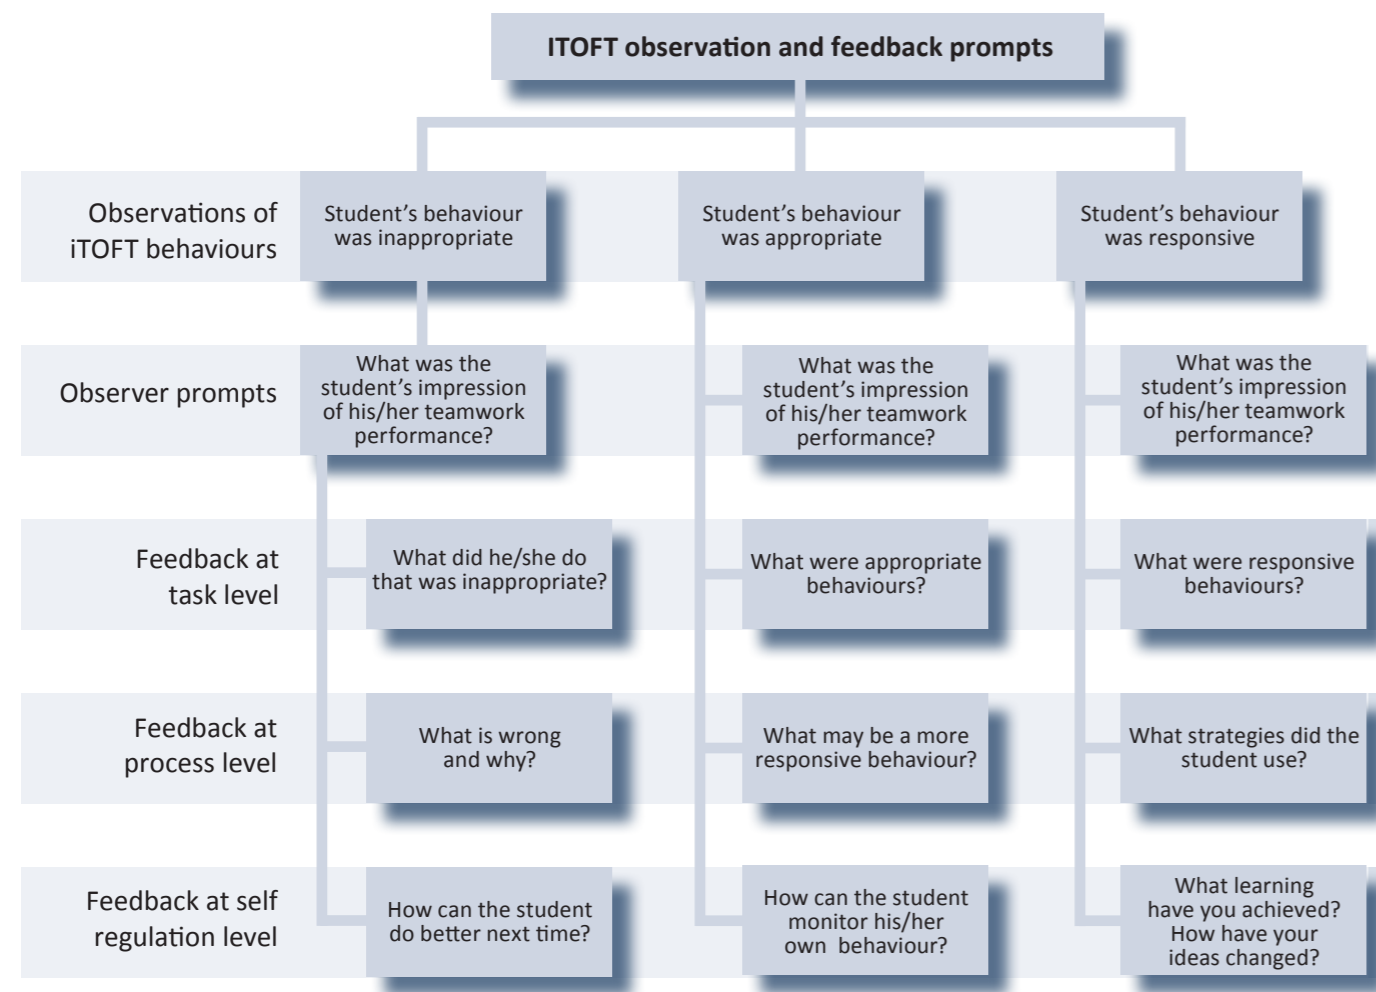 ITOFT observation and feedback prompts
Observations of
iTOFT behaviours
Student's behaviour
was inappropriate
Student's behaviour
was appropriate
Student's behaviour
was responsive
Observer prompts
What was the
student's impression
of his/her teamwork
performance?
What was the
student's impression
of his/her teamwork
performance?
What was the
student's impression
of his/her teamwork
performance?
Feedback at
task level
What did he/she do
that was inappropriate?
What were appropriate
behaviours?
What were responsive
behaviours?
Feedback at
process level
What is wrong
and why?
What may be a more
responsive behaviour?
What strategies did the
student use?
Feedback at self
regulation level
How can the student
do better next time?
How can the student
monitor his/her
own behaviour?
What learning
have you achieved?
How have your
ideas changed?